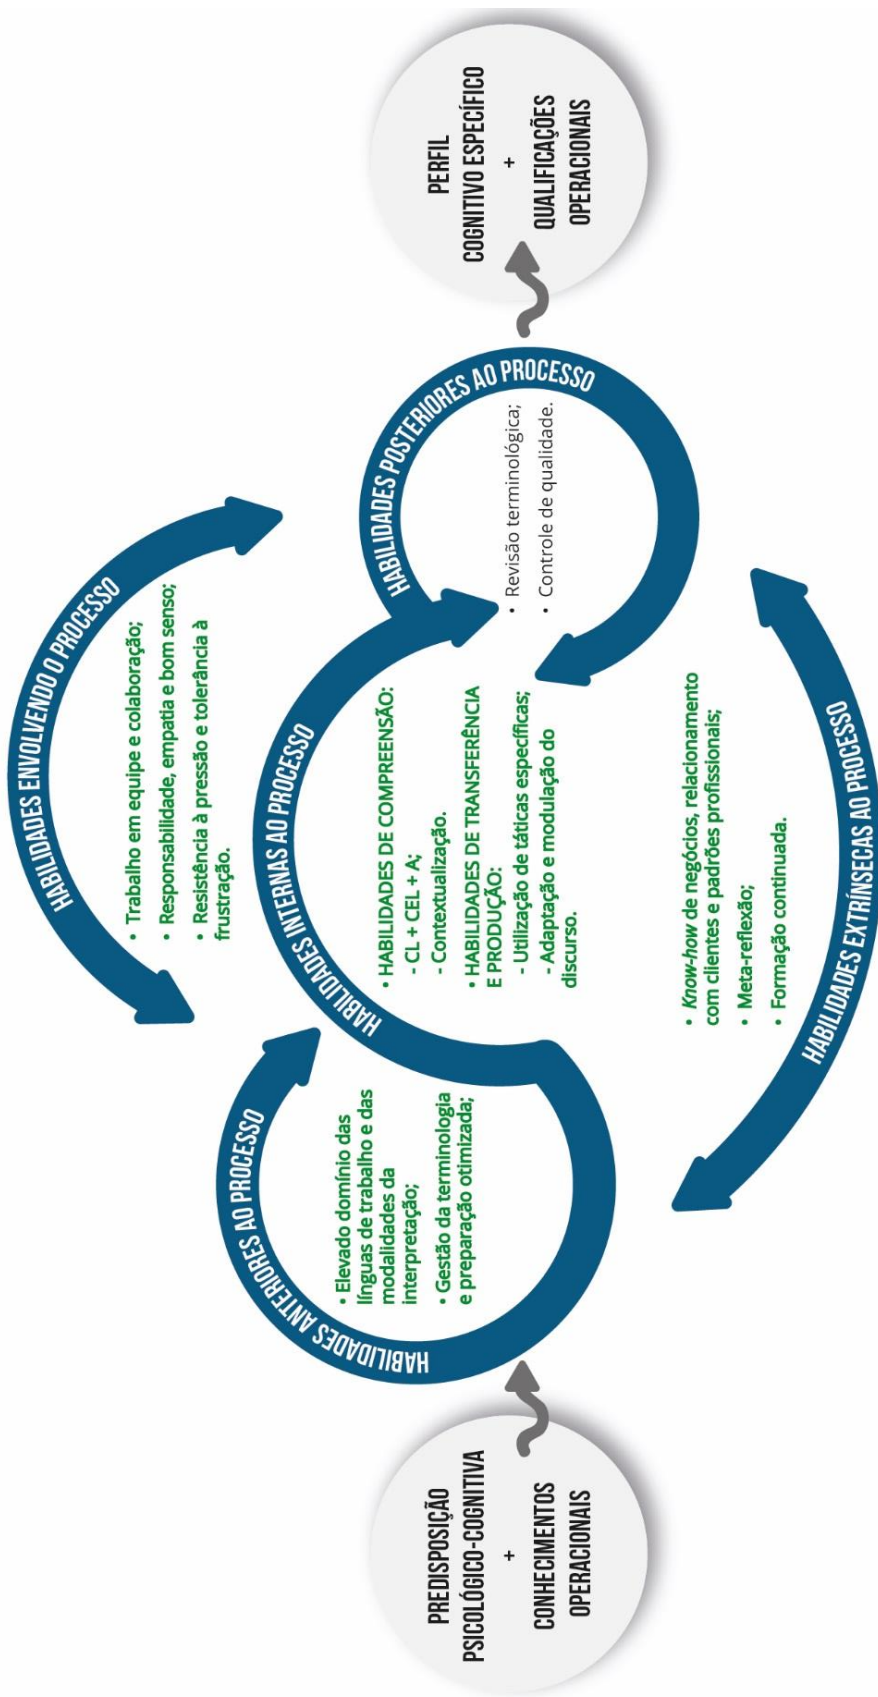 PREDISPOSIÇÃO
PSICOLÓGICO-COGNITIVA
+
CONHECIMENTOS
OPERACIONAIS
HABILIDADES ANTERIORES AO PROCESSO
• Elevado domínio das
línguas de trabalho e das
modalidades da
interpretação;
• Gestão da terminologia
e preparação otimizada;
HABILIDADES ENVOLVENDO O PROCESSO
• Trabalho em equipe e colaboração;
• Responsabilidade, empatia e bom senso;
• Resistência à pressão e tolerância à
frustração.
HABILIDADES INTERNAS AO PROCESSO
• HABILIDADES DE COMPREENSÃO:
- CL + CEL + A;
- Contextualização.
• HABILIDADES DE TRANSFERÊNCIA
E PRODUÇÃO:
- Utilização de táticas específicas;
- Adaptação e modulação do
discurso.
HABILIDADES POSTERIORES AO PROCESSO
• Revisão terminológica;
• Controle de qualidade.
• Know-how de negócios, relacionamento
com clientes e padrões profissionais;
• Meta-reflexão;
• Formação continuada.
HABILIDADES EXTRÍNSECAS AO PROCESSO
PERFIL
COGNITIVO ESPECÍFICO
+
QUALIFICAÇÕES
OPERACIONAIS